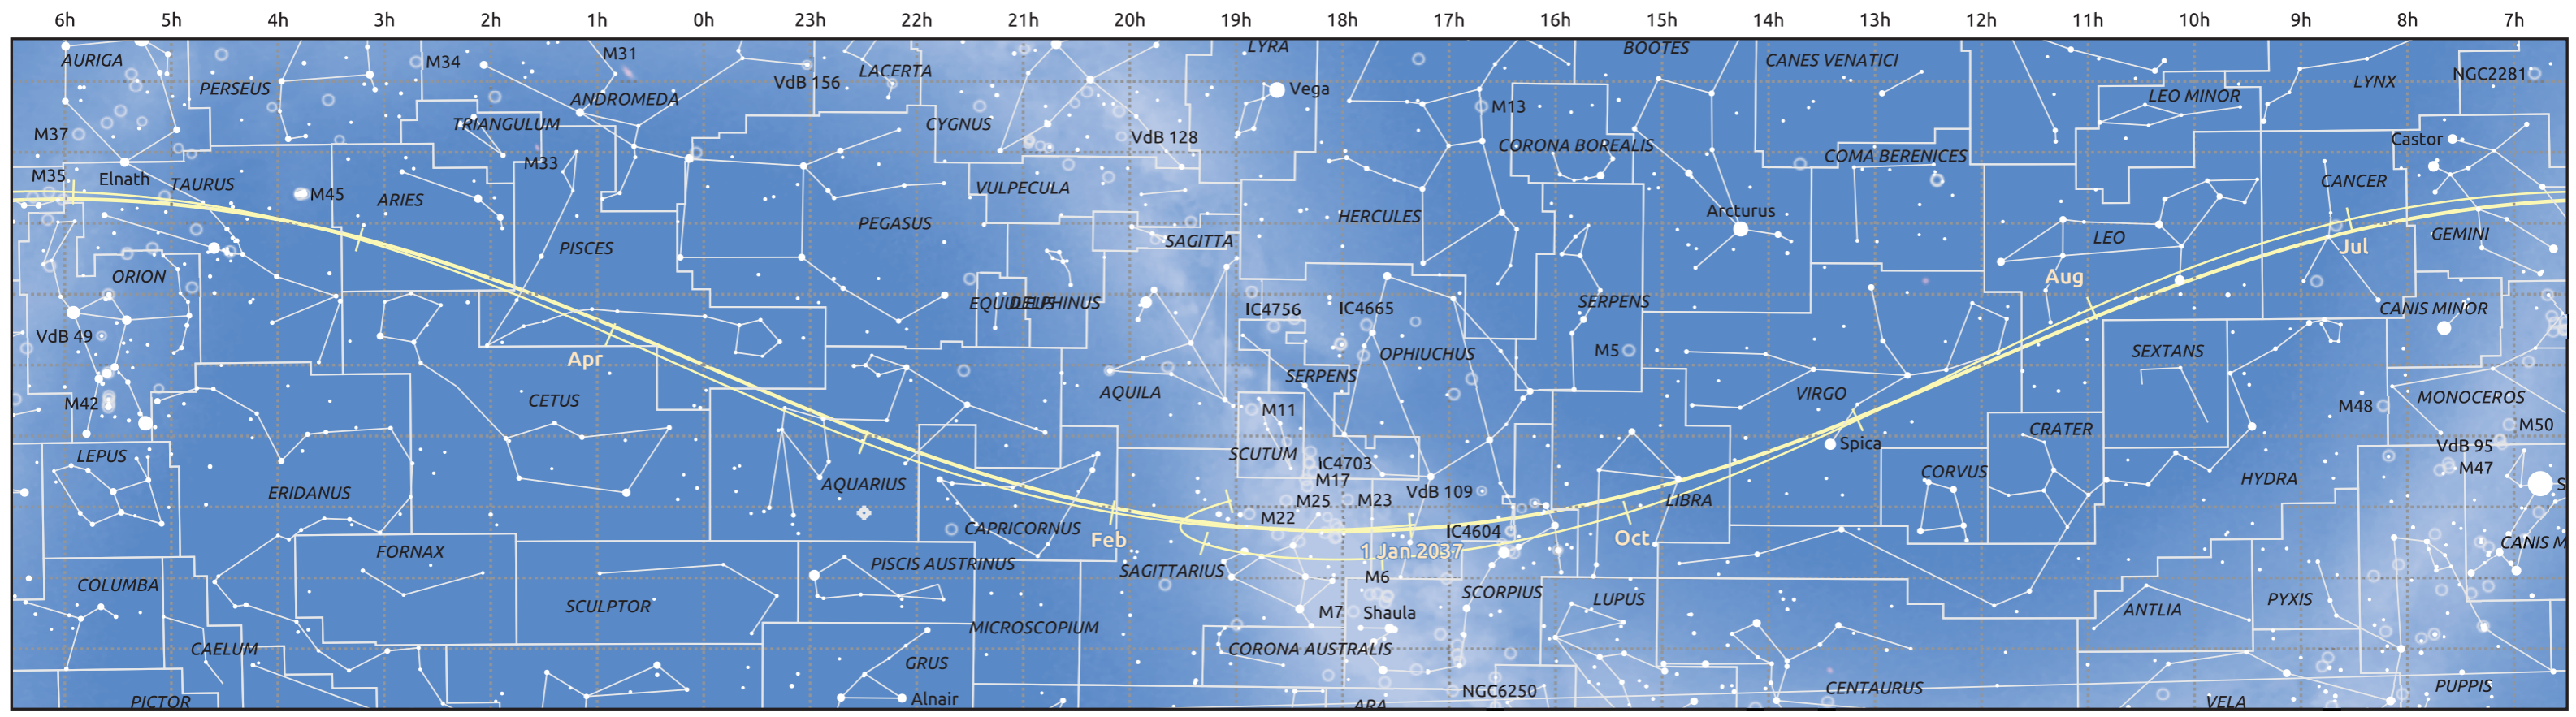 6h 5h 4h 3h 2h 1h 0h 23h 22h 21h 20h 19h 18h 17h 16h 15h 14h 13h 12h 11h 10h 9h 8h 7h
AURIGA PERSEUS M34 M31 VdB 156 LACERTA LYRA BOOTES CANES VENATICI LYNX NGC2281
ANDROMEDA Vega M13 LEO MINOR
M37 TRIANGULUM CYGNUS VdB 128 CORONA BOREALIS COMA BERENICES Castor
M35 Elnath TAURUS M45 ARIES M33 VULPECULA CANCER
PISCES PEGASUS SAGITTA HERCULES Arcturus LEO Jul GEMINI
ORION EQUULEUS DELPHINUS IC4756 IC4665 SERPENS Aug CANIS MINOR
VdB 49 Apr OPHIUCHUS M5 SEXTANS
M42 CETUS AQUILA SERPENS M11 VIRGO M48 MONOCEROS
LEPUS SCUTUM IC4703 Spica CRATER M50
VdB 95
ERIDANUS AQUARIUS M17 VdB 109 CORVUS HYDRA M47
M25 M23 LIBRA S
CAPRICORNUS M22 IC4604
FORNAX Feb 1 Jan 2037 Oct CANIS M
COLUMBA PISCIS AUSTRINUS SAGITTARIUS M6
SCULPTOR M7 Shaula SCORPIUS LUPUS ANTLIA PYXIS
CAELUM MICROSCOPIUM CORONA AUSTRALIS
GRUS
PICTOR Alnair ARA NGC6250 CENTAURUS VELA PUPPIS